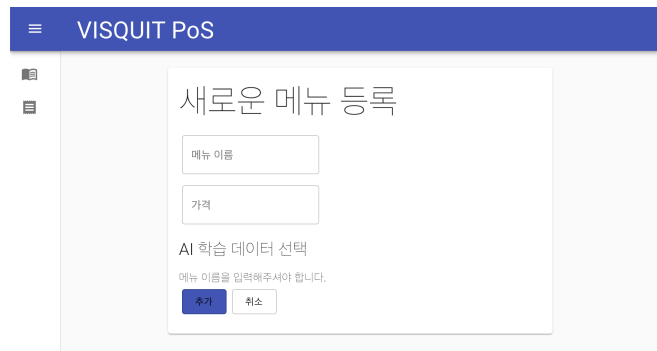 VISQUIT PoS
새로운 메뉴 등록
메뉴 이름
가격
AI 학습 데이터 선택
메뉴 이름을 입력해주셔야 합니다.
추가 취소